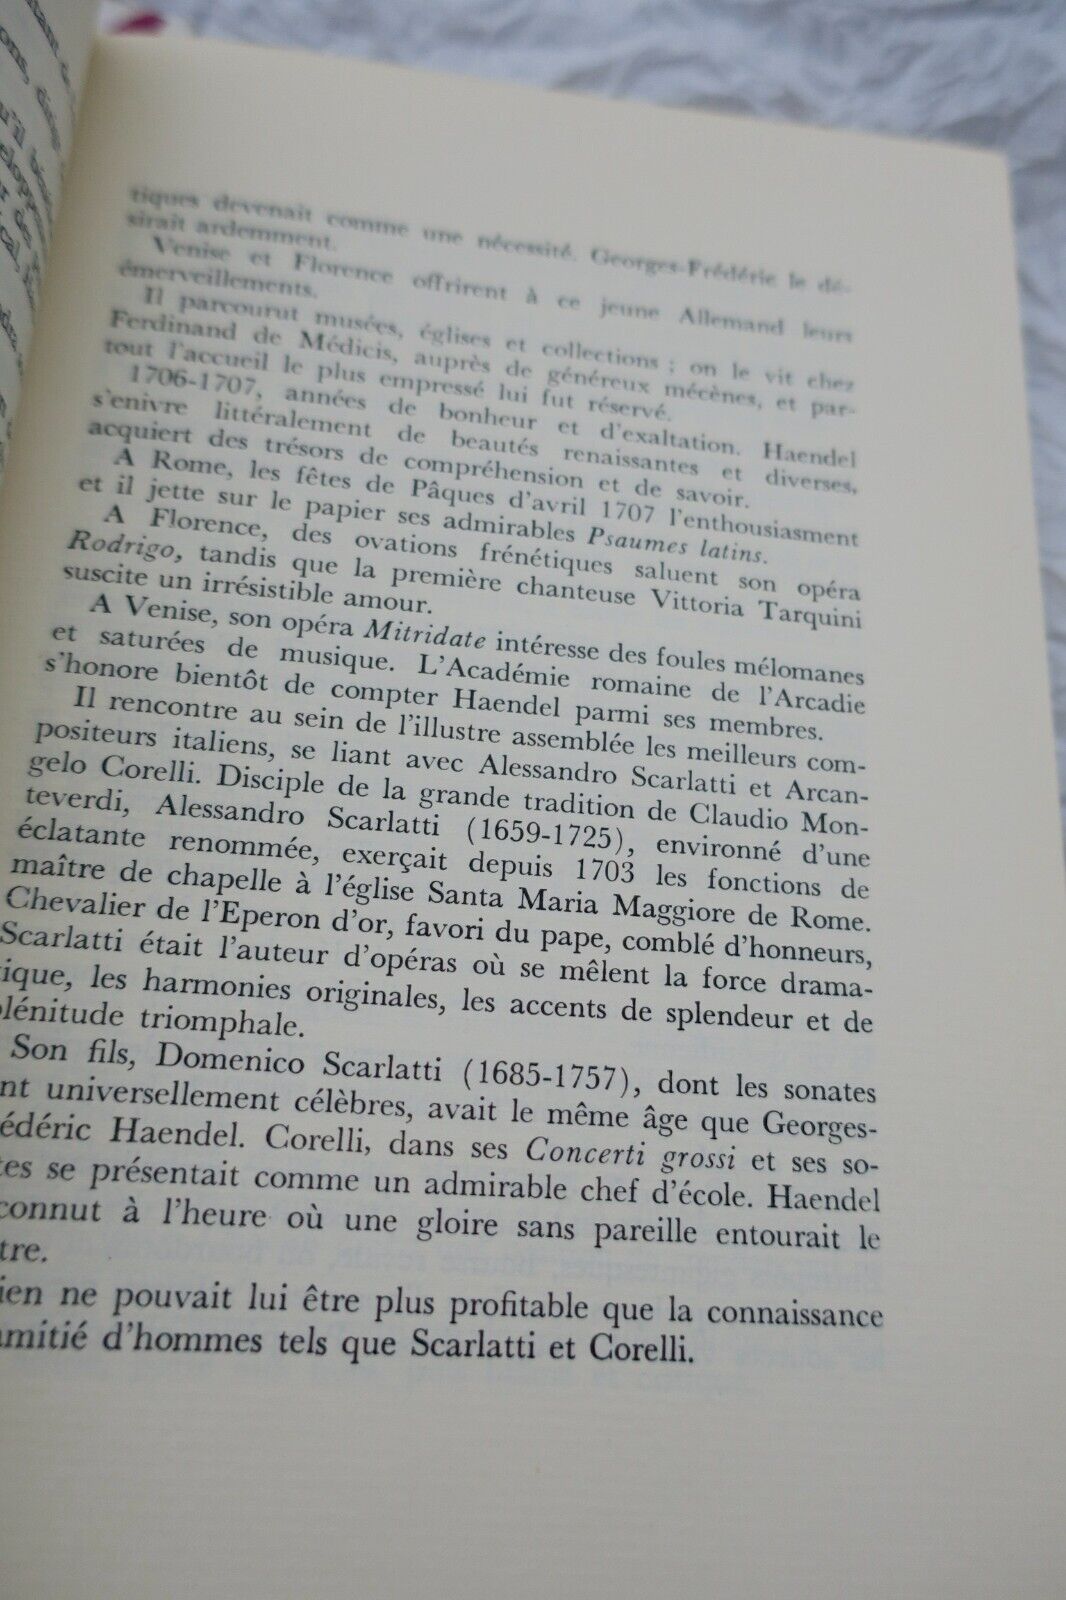 tiques devenait comme une nécessité. Georges-Frédéric le dé-
sirait ardemment.
Venise et Florence offrirent à ce jeune Allemand leurs
émerveillements.
Il parcourut musées, églises et collections ; on le vit chez
Ferdinand de Médicis, auprès de généreux mécènes, et par-
tout l'accueil le plus empressé lui fut réservé.
1706-1707, années de bonheur et d'exaltation. Haendel
s'enivre littéralement de beautés renaissantes et diverses,
acquiert des trésors de compréhension et de savoir.
A Rome, les fêtes de Pâques d'avril 1707 l'enthousiasment
et il jette sur le papier ses admirables Psaumes latins.
A Florence, des ovations frénétiques saluent son opéra
Rodrigo, tandis que la première chanteuse Vittoria Tarquini
suscite un irrésistible amour.
A Venise, son opéra Mitridate intéresse des foules mélomanes
et saturées de musique. L'Académie romaine de l'Arcadie
s'honore bientôt de compter Haendel parmi ses membres.
Il rencontre au sein de l'illustre assemblée les meilleurs com-
positeurs italiens, se liant avec Alessandro Scarlatti et Arcan-
gelo Corelli. Disciple de la grande tradition de Claudio Mon-
teverdi, Alessandro Scarlatti (1659-1725), environné d'une
éclatante renommée, exerçait depuis 1703 les fonctions de
maître de chapelle à l'église Santa Maria Maggiore de Rome.
Chevalier de l'Eperon d'or, favori du pape, comblé d'honneurs,
Scarlatti était l'auteur d'opéras où se mêlent la force drama-
tique, les harmonies originales, les accents de splendeur et de
plénitude triomphale.
Son fils, Domenico Scarlatti (1685-1757), dont les sonates
nt universellement célèbres, avait le même âge que Georges-
édéric Haendel. Corelli, dans ses Concerti grossi et ses so-
tes se présentait comme un admirable chef d'école. Haendel
connut à l'heure où une gloire sans pareille entourait le
tre.
ien ne pouvait lui être plus profitable que la connaissance
amitié d'hommes tels que Scarlatti et Corelli.